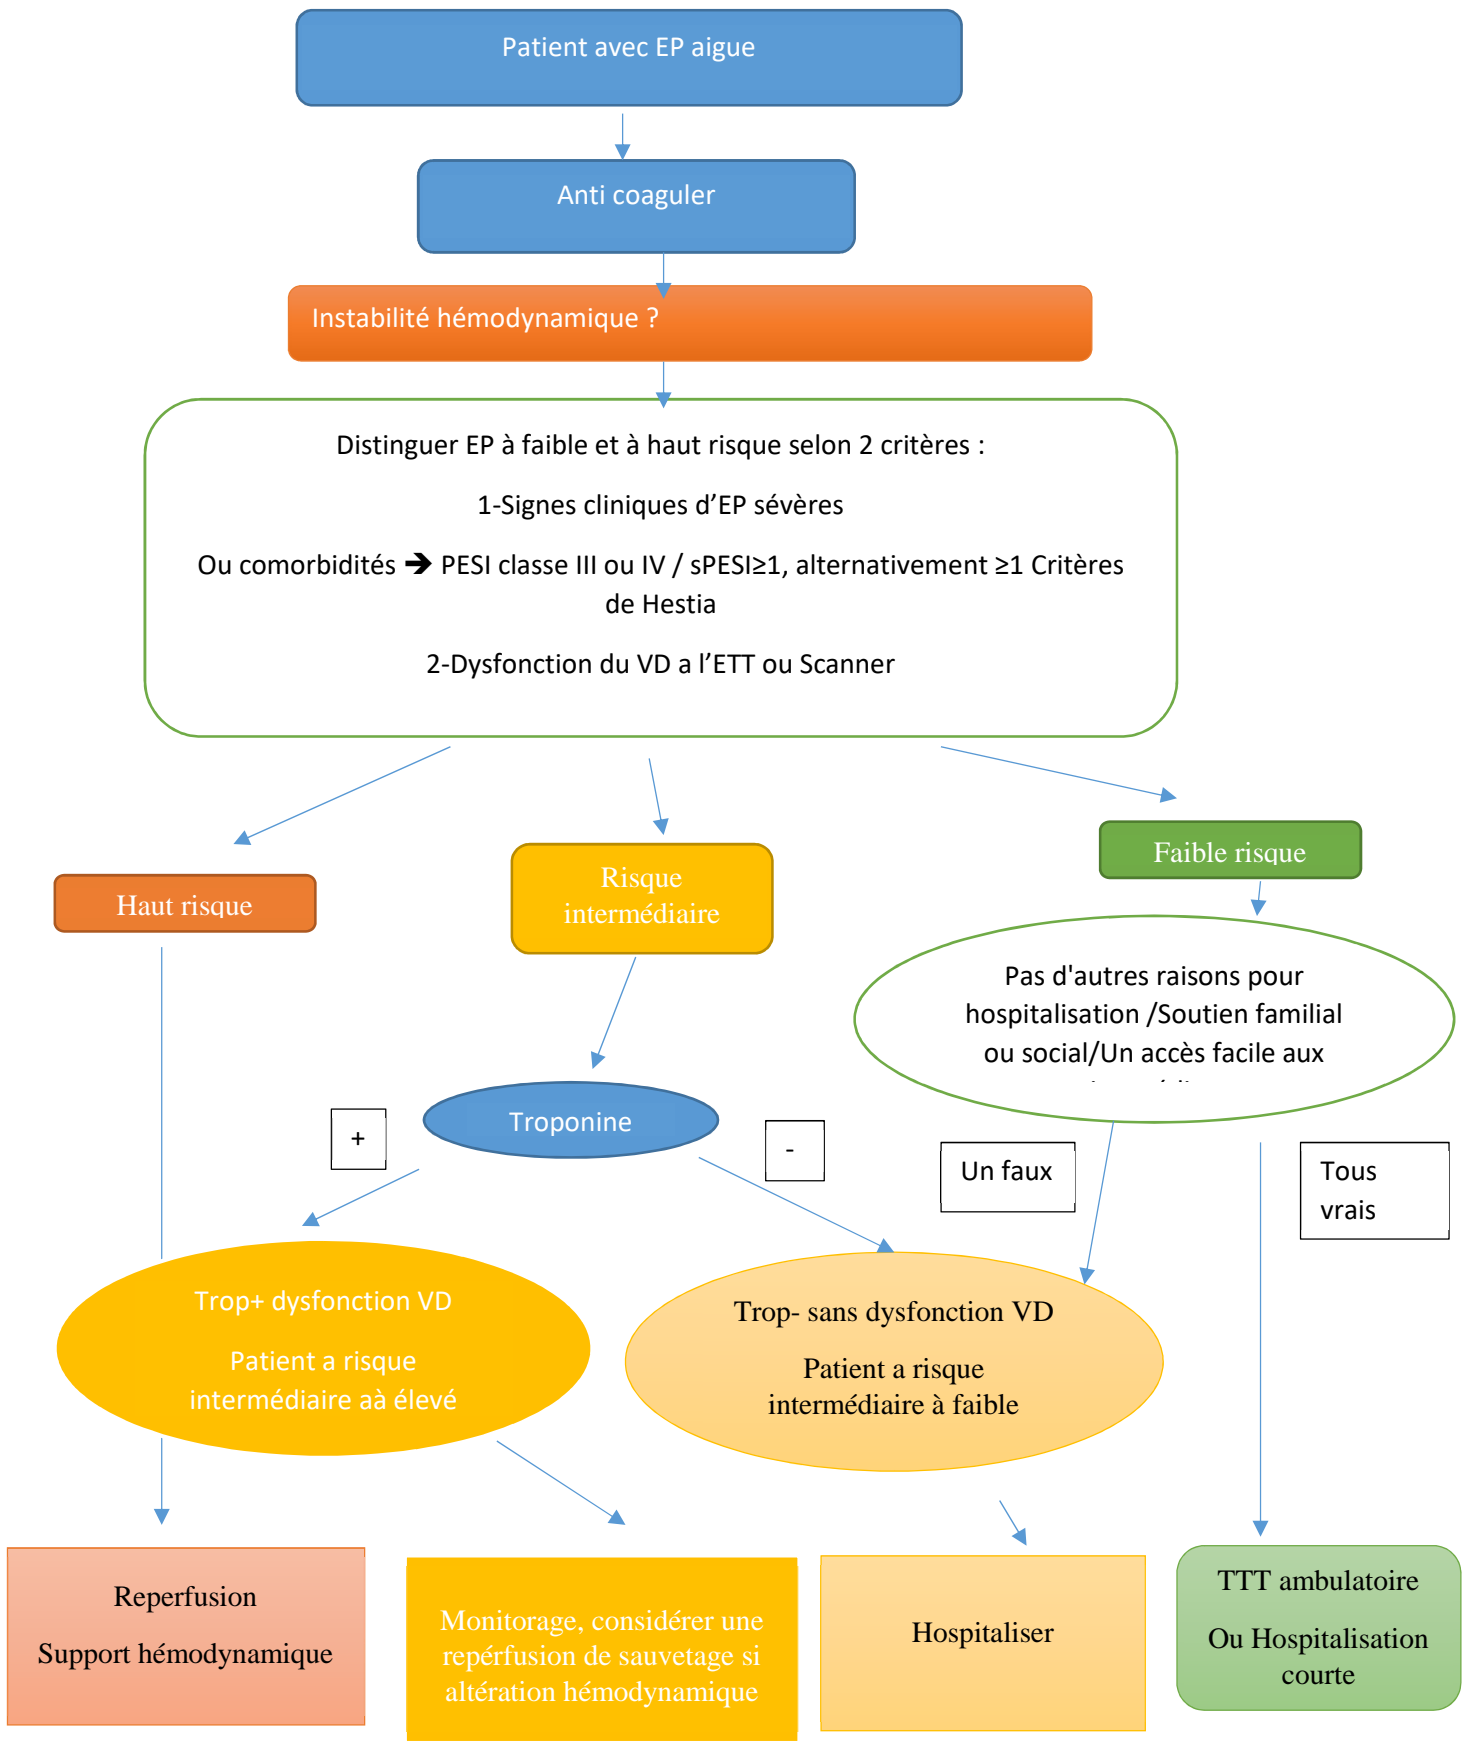 Patient avec EP aigue
Anti coaguler
Instabilité hémodynamique ?
Distinguer EP à faible et à haut risque selon 2 critères :
1-Signes cliniques d’EP sévères
Ou comorbidités ➔ PESI classe III ou IV / sPESI≥1, alternativement ≥1 Critères
de Hestia
2-Dysfonction du VD a l’ETT ou Scanner
Haut risque
Risque
intermédiaire
Faible risque
Pas d'autres raisons pour
hospitalisation /Soutien familial
ou social/Un accès facile aux
Troponine
+
-
Un faux
Tous
vrais
Trop+ dysfonction VD
Patient a risque
intermédiaire aà élevé
Trop- sans dysfonction VD
Patient a risque
intermédiaire à faible
Reperfusion
Support hémodynamique
Monitorage, considérer une
repérfusion de sauvetage si
altération hémodynamique
Hospitaliser
TTT ambulatoire
Ou Hospitalisation
courte